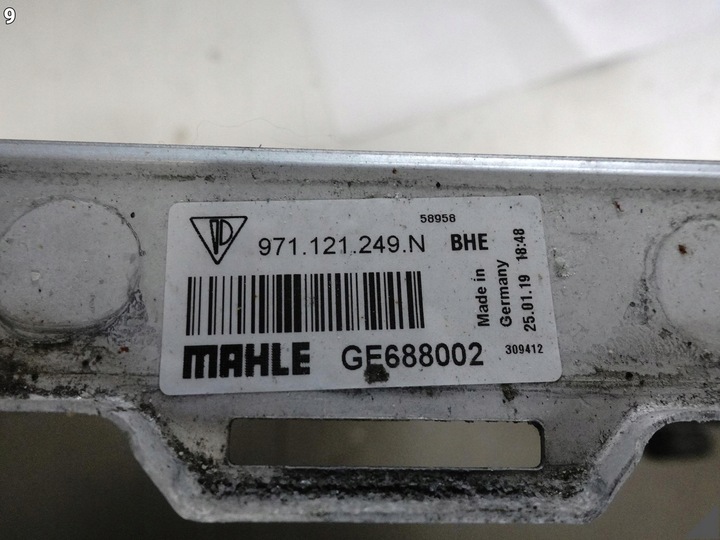 9
58958
971.121.249.N BHE
MAHLE GE688002
Made in
Germany
25.01.19 18:48
309412